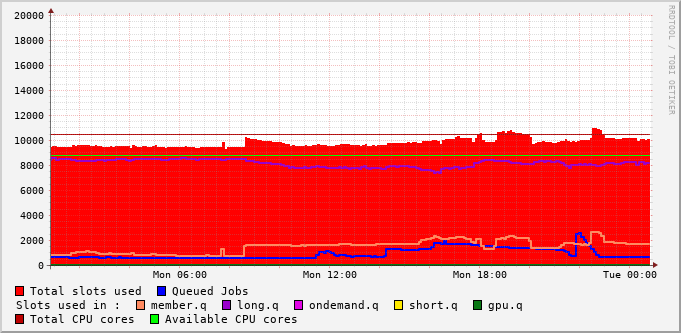 RRDTOOL / TOBI OETIKER
20000
18000
16000
14000
12000
10000
8000
6000
4000
2000
0
Mon 06:00 Mon 12:00 Mon 18:00 Tue 00:00
Total slots used Queued Jobs
Slots used in : member.q long.q ondemand.q short.q gpu.q
Total CPU cores Available CPU cores